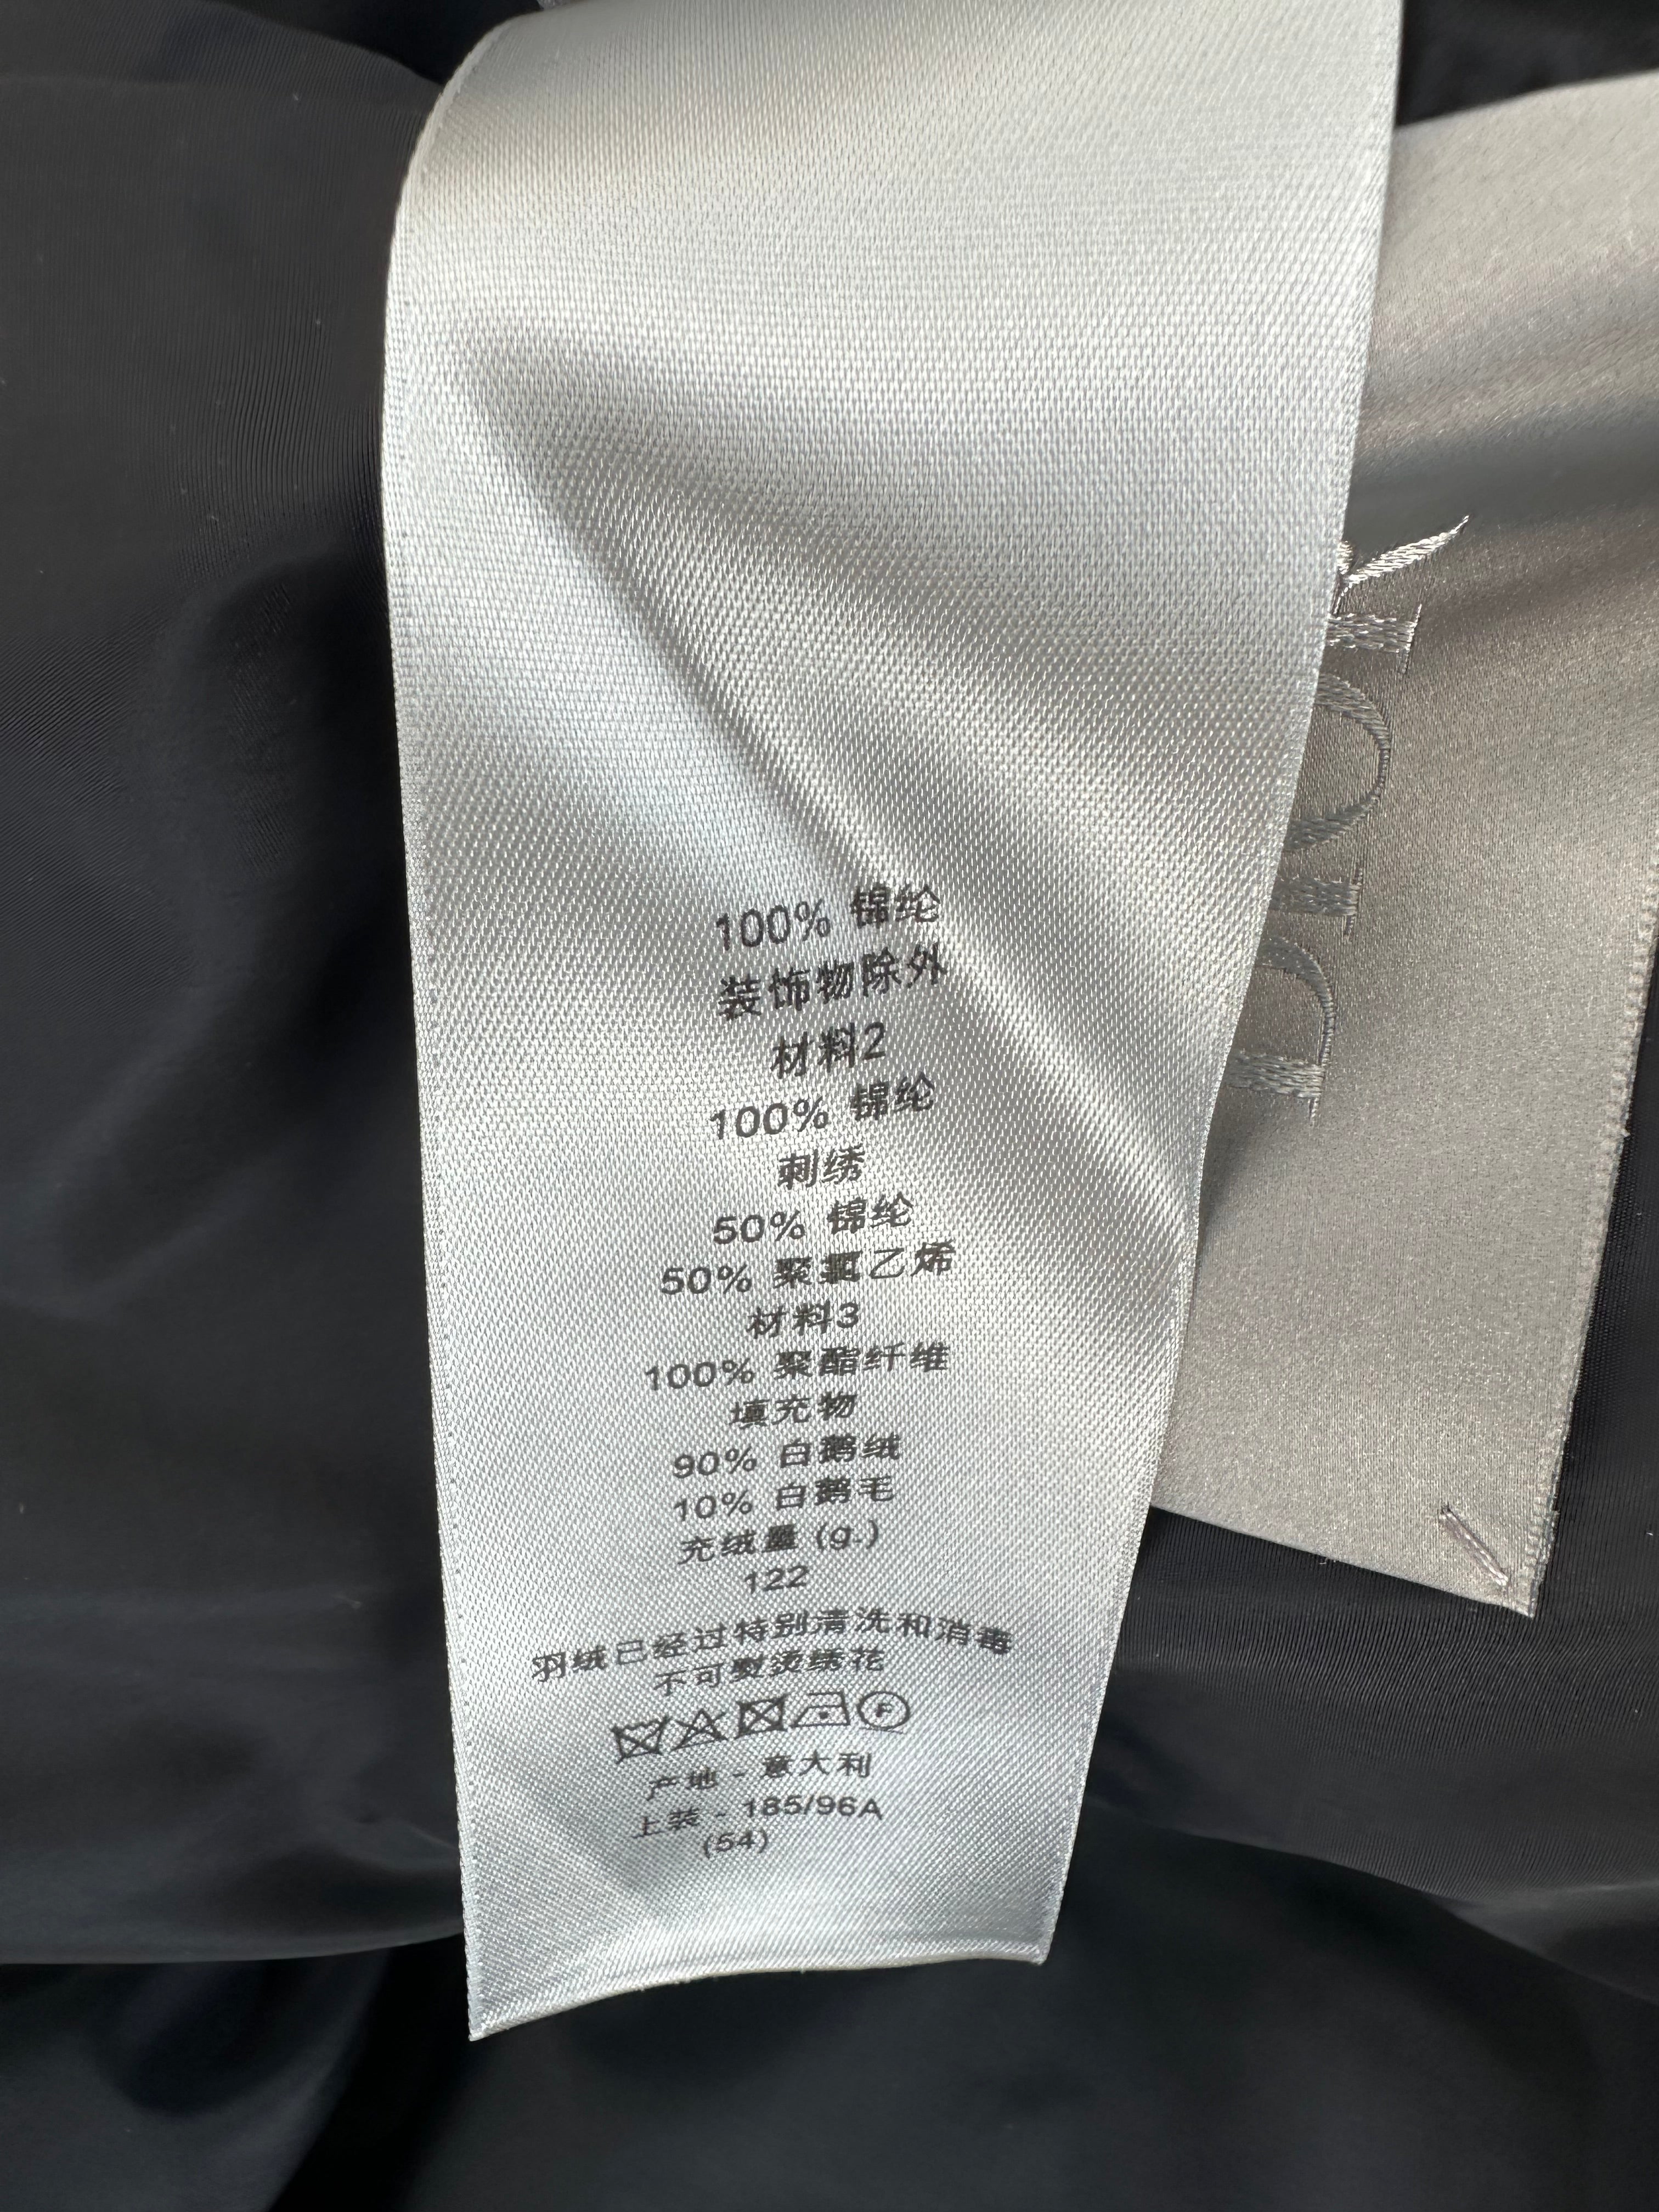 100% 锦纶
装饰物除外
材料2
100% 锦纶
刺绣
50% 锦纶
50% 聚氯乙烯
材料3
100% 聚酯纤维
填充物
90% 白鹅绒
10% 白鹅毛
充绒量 (g.)
122
羽绒已经过特别清洗和消毒
不可熨烫绣花
F
产地 - 意大利
上装 - 185/96A
(54)
DIOR